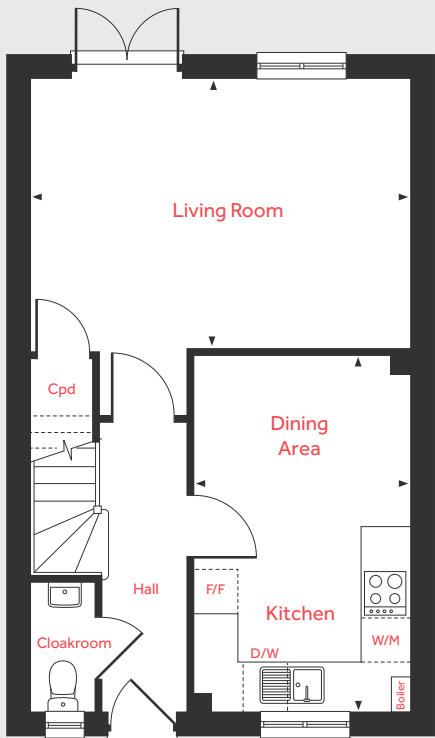 Living Room
Cpd
Dining
Area
Hall
F/F
Kitchen
Cloakroom
W/M
D/W
Boiler